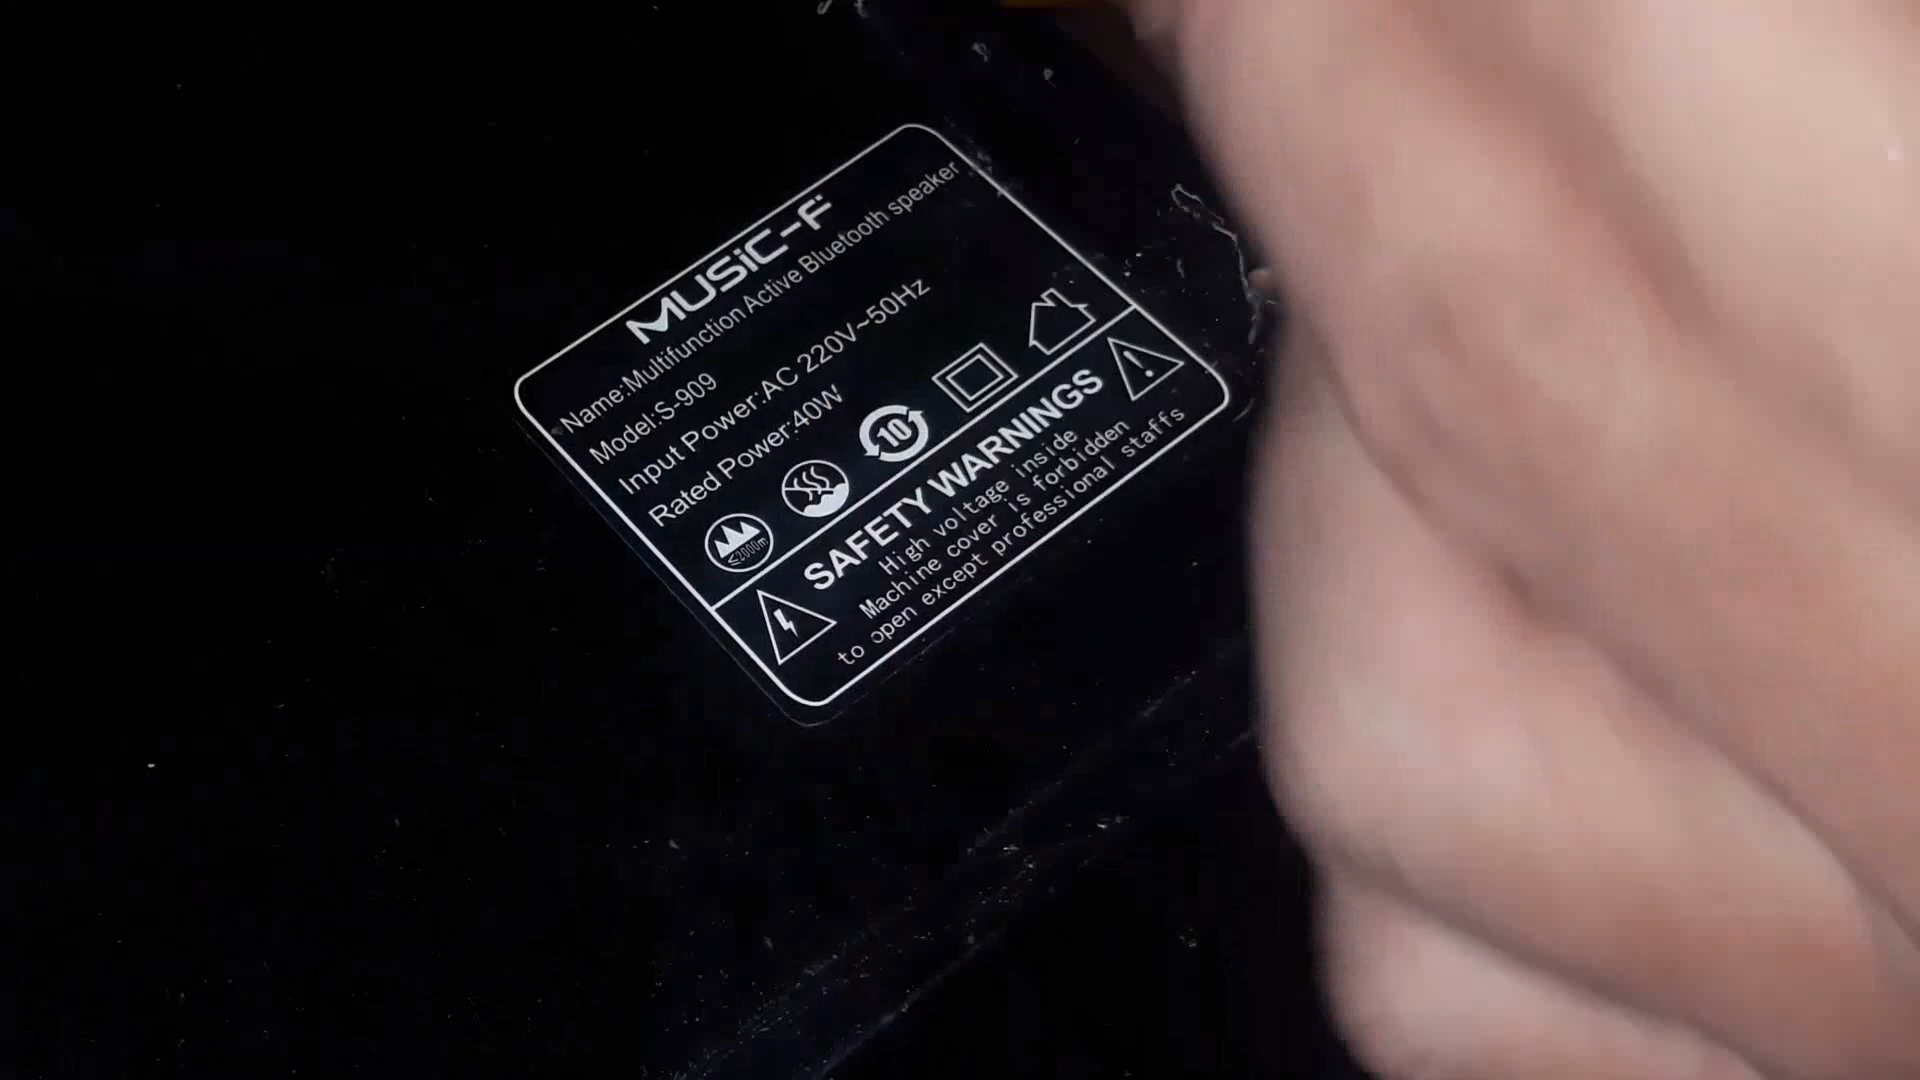 MUSiC-F
Name:Multifunction Active Bluetooth speaker
Model:S-909
Input Power:AC 220V~50Hz
Rated Power:40W
≤2000m
10
SAFETY WARNINGS
High voltage inside
Machine cover is forbidden
to open except professional staffs